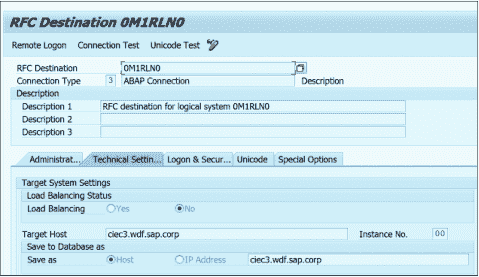 RFC Destination 0M1RLN0
Remote Logon Connection Test Unicode Test
RFC Destination 0M1RLN0
Connection Type 3 ABAP Connection Description
Description
Description 1 RFC destination for logical system 0M1RLN0
Description 2
Description 3
Administrat... Technical Settin... Logon & Secur... Unicode Special Options
Target System Settings
Load Balancing Status
Load Balancing Yes No
Target Host ciec3.wdf.sap.corp Instance No. 00
Save to Database as
Save as Host IP Address ciec3.wdf.sap.corp